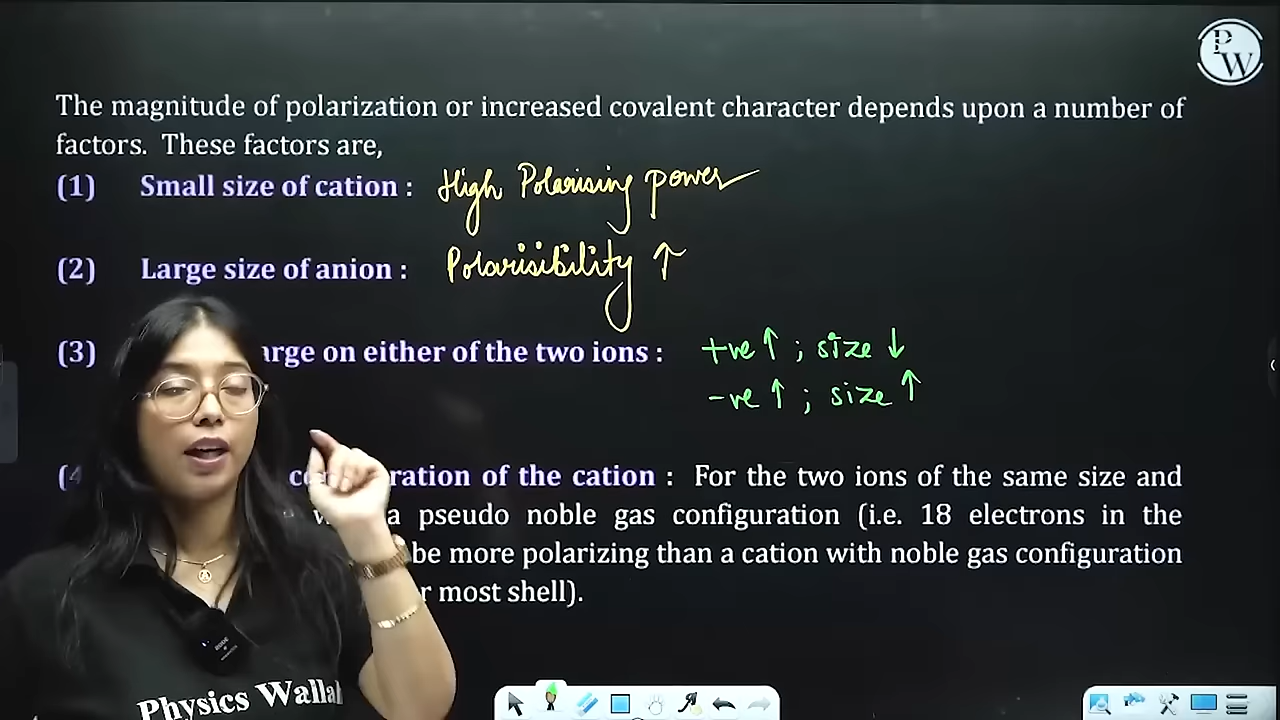 P
W
The magnitude of polarization or increased covalent character depends upon a number of
factors. These factors are,
(1) Small size of cation : High Polarising power
(2) Large size of anion : Polarisibility ↑
(3) arge on either of the two ions : +ve ↑ ; size ↓
-ve ↑ ; size ↑
(4 ration of the cation : For the two ions of the same size and
a pseudo noble gas configuration (i.e. 18 electrons in the
be more polarizing than a cation with noble gas configuration
r most shell).
Physics Walla